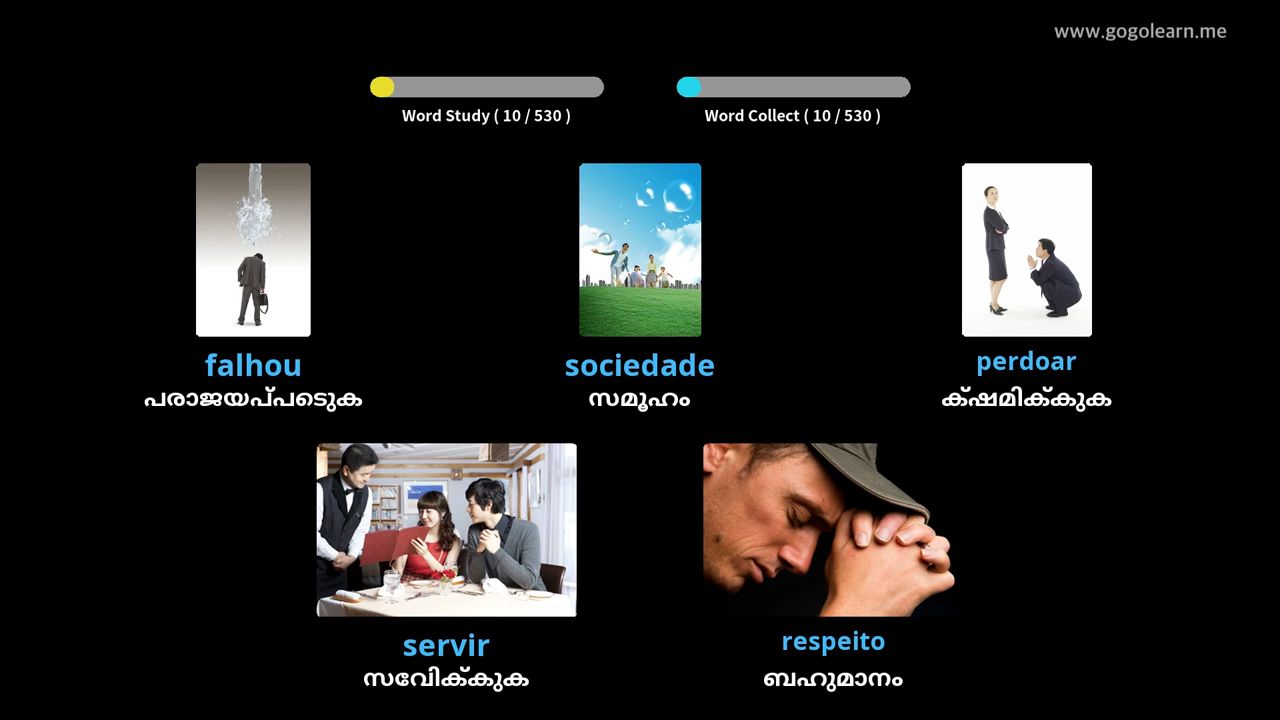 www.gogolearn.me
Word Study ( 10 / 530 )
Word Collect ( 10 / 530 )
falhou
പരാജയപ്പടെുക
sociedade
സമൂഹം
perdoar
ക്ഷമിക്കുക
servir
സവേിക്കുക
respeito
ബഹുമാനം